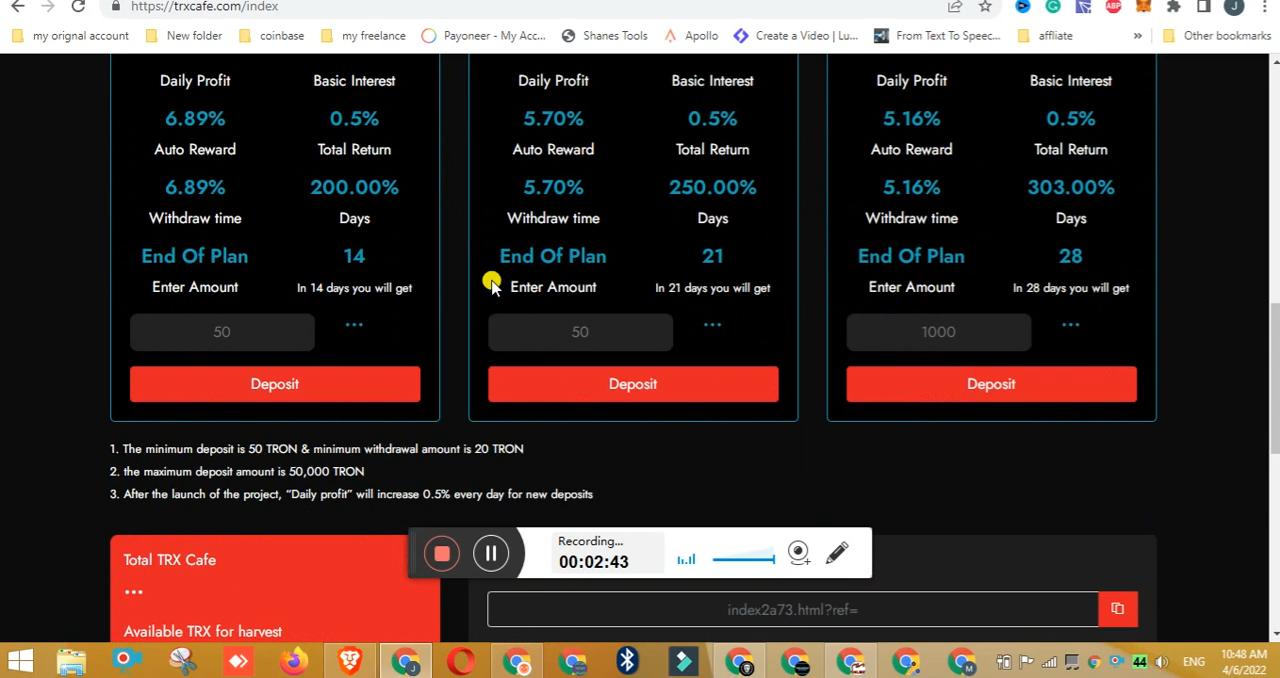 https://trxcafe.com/index
my orignal account New folder coinbase my freelance Payoneer - My Acc... Shanes Tools Apollo Create a Video | Lu... From Text To Speec... affliate » Other bookmarks
Daily Profit Basic Interest Daily Profit Basic Interest Daily Profit Basic Interest
6.89% 0.5% 5.70% 0.5% 5.16% 0.5%
Auto Reward Total Return Auto Reward Total Return Auto Reward Total Return
6.89% 200.00% 5.70% 250.00% 5.16% 303.00%
Withdraw time Days Withdraw time Days Withdraw time Days
End Of Plan 14 End Of Plan 21 End Of Plan 28
Enter Amount In 14 days you will get Enter Amount In 21 days you will get Enter Amount In 28 days you will get
50 ... 50 ... 1000 ...
Deposit Deposit Deposit
1. The minimum deposit is 50 TRON & minimum withdrawal amount is 20 TRON
2. the maximum deposit amount is 50,000 TRON
3. After the launch of the project, “Daily profit” will increase 0.5% every day for new deposits
Recording...
00:02:43
Total TRX Cafe
...
index2a73.html?ref=
Available TRX for harvest
44 ENG 10:48 AM
4/6/2022